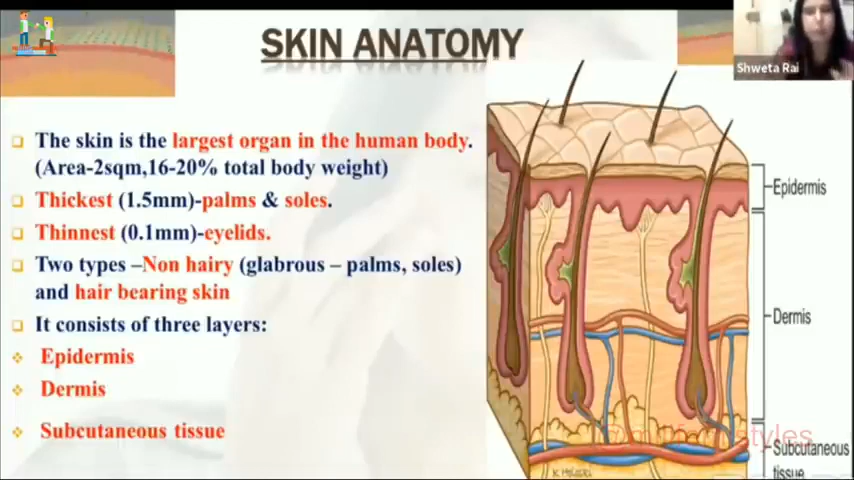 SKIN ANATOMY
Shweta Rai
The skin is the largest organ in the human body.
(Area-2sqm,16-20% total body weight)
Thickest (1.5mm)-palms & soles.
Thinnest (0.1mm)-eyelids.
Two types –Non hairy (glabrous – palms, soles)
and hair bearing skin
It consists of three layers:
Epidermis
Dermis
Subcutaneous tissue
Epidermis
Dermis
Subcutaneous
tissue